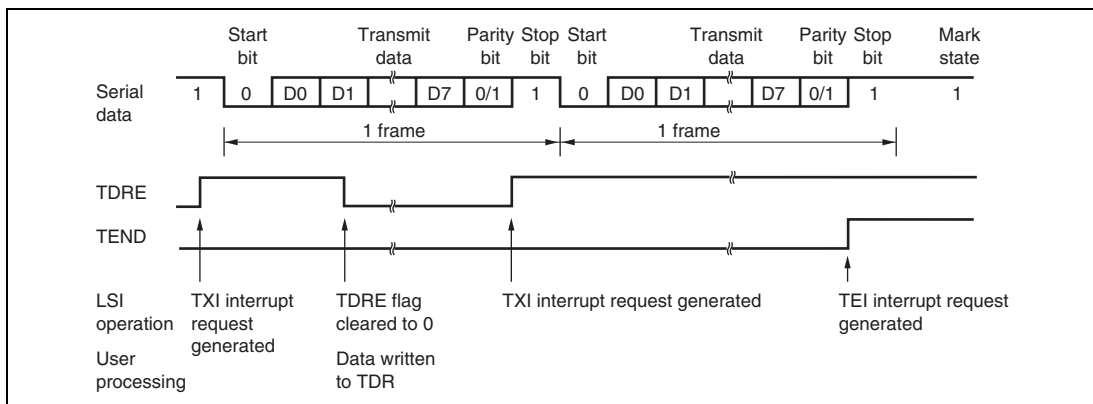 Start bit
Transmit data
Parity bit
Stop bit
Start bit
Transmit data
Parity bit
Stop bit
Mark state
Serial data
1 0 D0 D1 D7 0/1 1 0 D0 D1 D7 0/1 1 1
1 frame 1 frame
TDRE
TEND
LSI operation
TXI interrupt request generated
TDRE flag cleared to 0
TXI interrupt request generated
TEI interrupt request generated
User processing
Data written to TDR